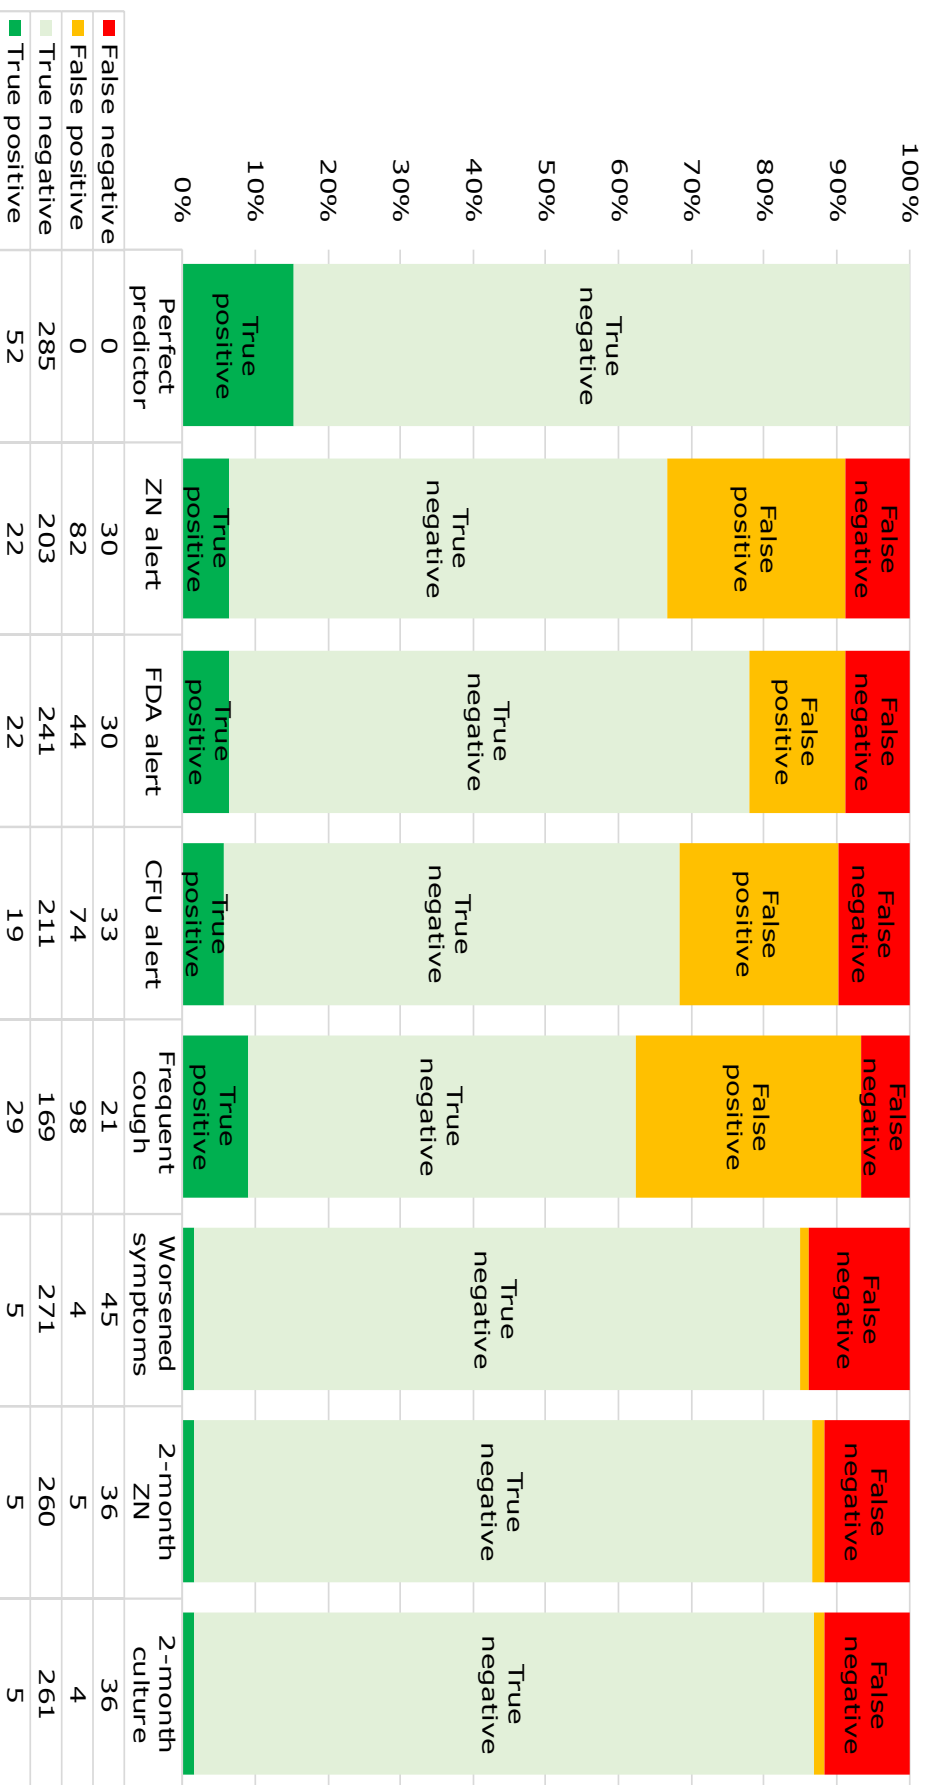 100%
90%
80%
70%
60%
50%
40%
30%
20%
10%
0%
True
negative
True
positive
False
negative
False
positive
True
negative
True
positive
False
negative
False
positive
True
negative
True
positive
False
negative
False
positive
True
negative
True
positive
False
negative
False
positive
True
negative
True
positive
False
negative
True
negative
False
negative
True
negative
False
negative
True
negative
Perfect
predictor
ZN alert
FDA alert
CFU alert
Frequent
cough
Worsened
symptoms
2-month
ZN
2-month
culture
False negative 0 30 30 33 21 45 36 36
False positive 0 82 44 74 98 4 5 4
True negative 285 203 241 211 169 271 260 261
True positive 52 22 22 19 29 5 5 5